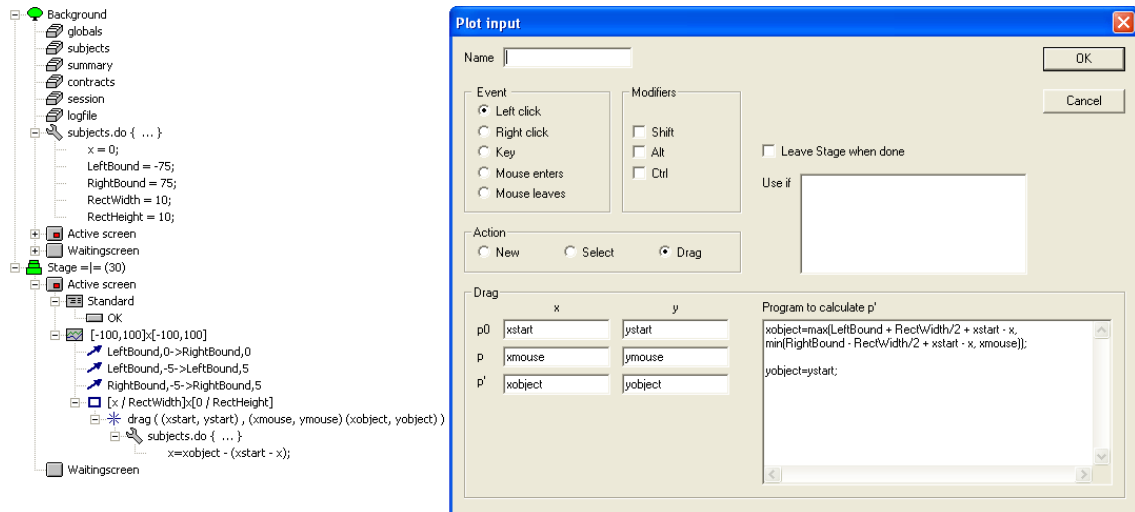 Background
globals
subjects
summary
contracts
session
logfile
subjects.do { ... }
x = 0;
LeftBound = -75;
RightBound = 75;
RectWidth = 10;
RectHeight = 10;
Active screen
Waitingscreen
Stage =|= (30)
Active screen
Standard
OK
[-100,100]x[-100,100]
LeftBound,0->RightBound,0
LeftBound,-5->LeftBound,5
RightBound,-5->RightBound,5
[x / RectWidth]x[0 / RectHeight]
drag ( (xstart, ystart) , (xmouse, ymouse) (xobject, yobject) )
subjects.do { ... }
x=xobject - (xstart - x);
Waitingscreen
Plot input
Name
OK
Cancel
Event
Left click
Right click
Key
Mouse enters
Mouse leaves
Modifiers
Shift
Alt
Ctrl
Leave Stage when done
Use if
Action
New Select Drag
Drag
x y
p0 xstart ystart
p xmouse ymouse
p' xobject yobject
Program to calculate p'
xobject=max(LeftBound + RectWidth/2 + xstart - x,
min(RightBound - RectWidth/2 + xstart - x, xmouse));
yobject=ystart;